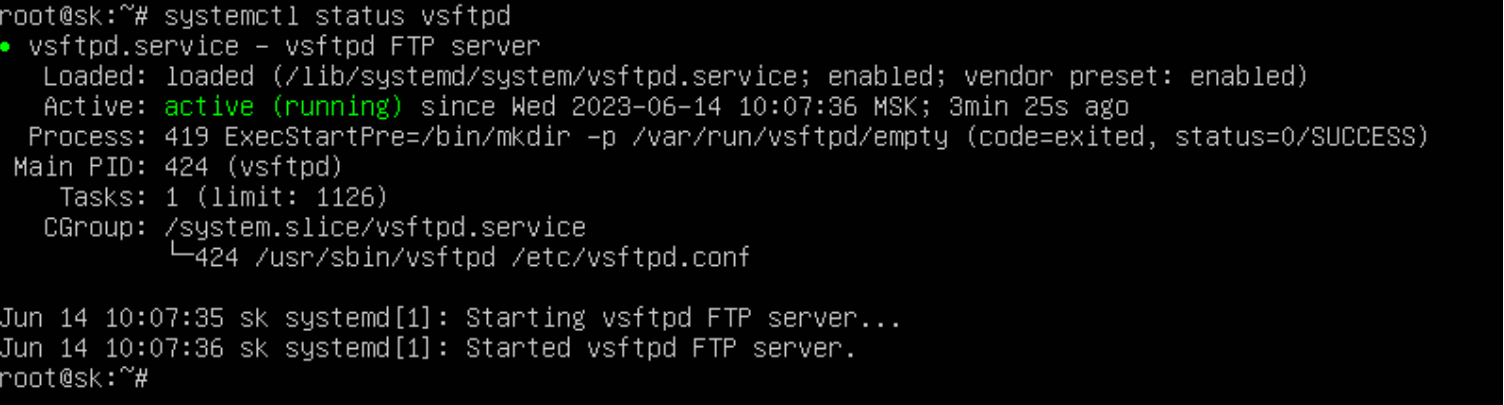 root@sk:~# systemctl status vsftpd
● vsftpd.service - vsftpd FTP server
   Loaded: loaded (/lib/systemd/system/vsftpd.service; enabled; vendor preset: enabled)
   Active: active (running) since Wed 2023-06-14 10:07:36 MSK; 3min 25s ago
  Process: 419 ExecStartPre=/bin/mkdir -p /var/run/vsftpd/empty (code=exited, status=0/SUCCESS)
 Main PID: 424 (vsftpd)
    Tasks: 1 (limit: 1126)
   CGroup: /system.slice/vsftpd.service
           └─424 /usr/sbin/vsftpd /etc/vsftpd.conf

Jun 14 10:07:35 sk systemd[1]: Starting vsftpd FTP server...
Jun 14 10:07:36 sk systemd[1]: Started vsftpd FTP server.
root@sk:~#